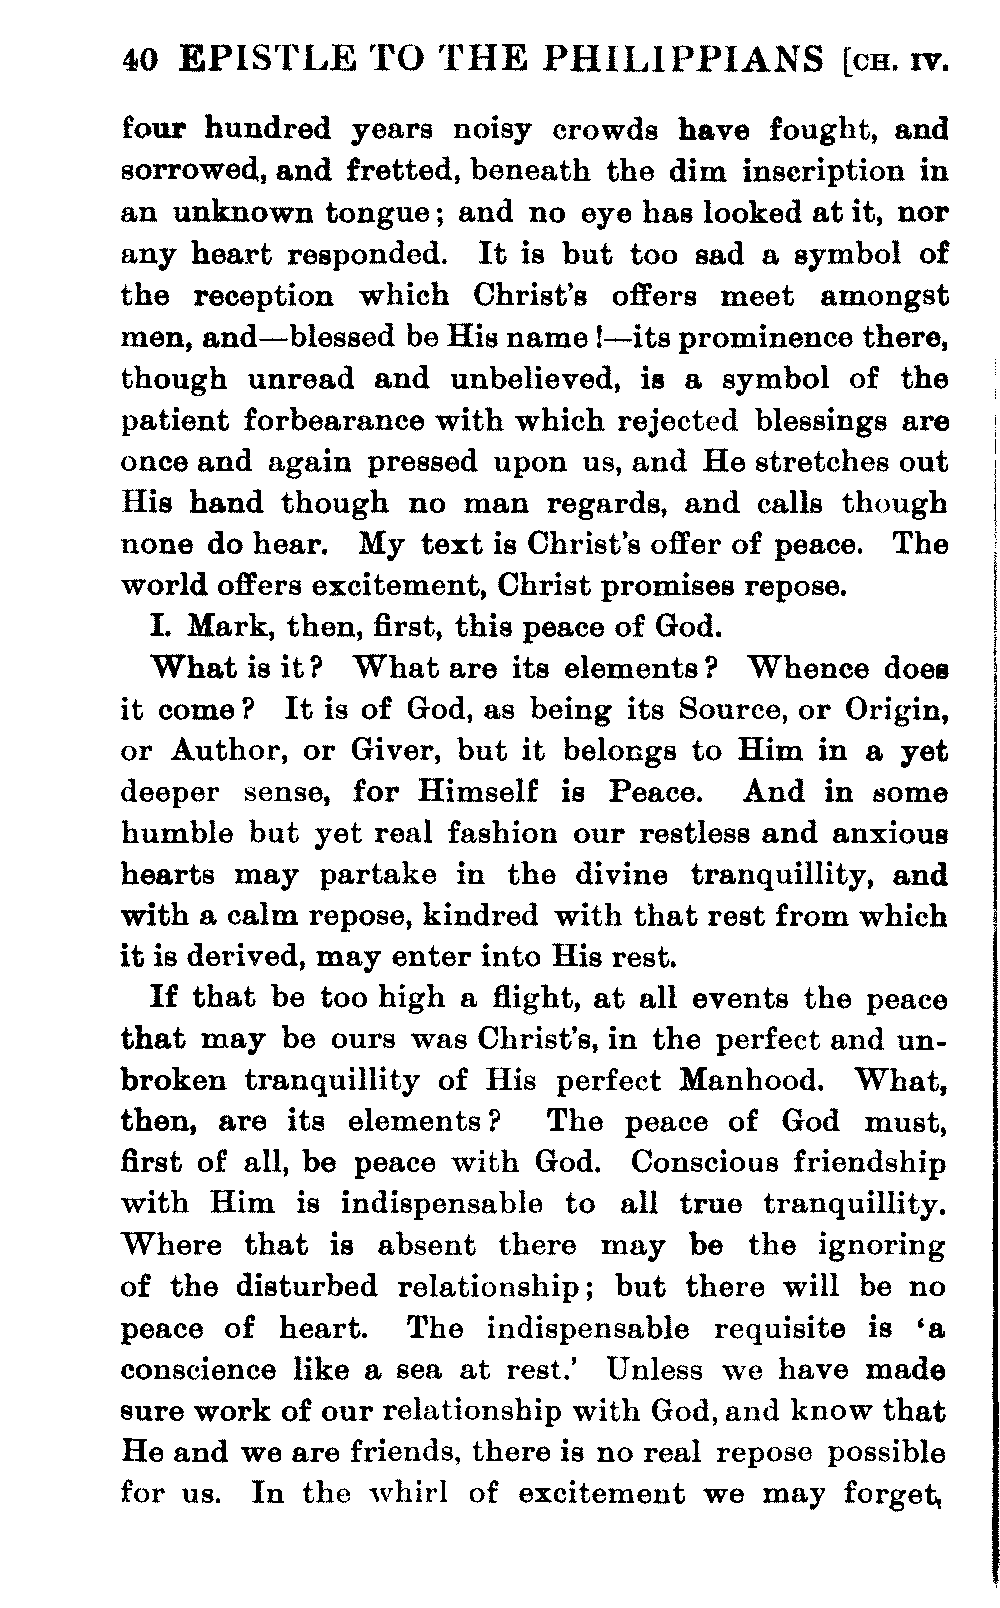 40 EPISTLE TO THE PHILIPPIANS [CH. IV.
four hundred years noisy crowds have fought, and
sorrowed, and fretted, beneath the dim inscription in
an unknown tongue; and no eye has looked at it, nor
any heart responded. It is but too sad a symbol of
the reception which Christ's offers meet amongst
men, and—blessed be His name!—its prominence there,
though unread and unbelieved, is a symbol of the
patient forbearance with which rejected blessings are
once and again pressed upon us, and He stretches out
His hand though no man regards, and calls though
none do hear. My text is Christ's offer of peace. The
world offers excitement, Christ promises repose.
I. Mark, then, first, this peace of God.
What is it? What are its elements? Whence does
it come? It is of God, as being its Source, or Origin,
or Author, or Giver, but it belongs to Him in a yet
deeper sense, for Himself is Peace. And in some
humble but yet real fashion our restless and anxious
hearts may partake in the divine tranquillity, and
with a calm repose, kindred with that rest from which
it is derived, may enter into His rest.
If that be too high a flight, at all events the peace
that may be ours was Christ's, in the perfect and un-
broken tranquillity of His perfect Manhood. What,
then, are its elements? The peace of God must,
first of all, be peace with God. Conscious friendship
with Him is indispensable to all true tranquillity.
Where that is absent there may be the ignoring
of the disturbed relationship; but there will be no
peace of heart. The indispensable requisite is 'a
conscience like a sea at rest.' Unless we have made
sure work of our relationship with God, and know that
He and we are friends, there is no real repose possible
for us. In the whirl of excitement we may forget,